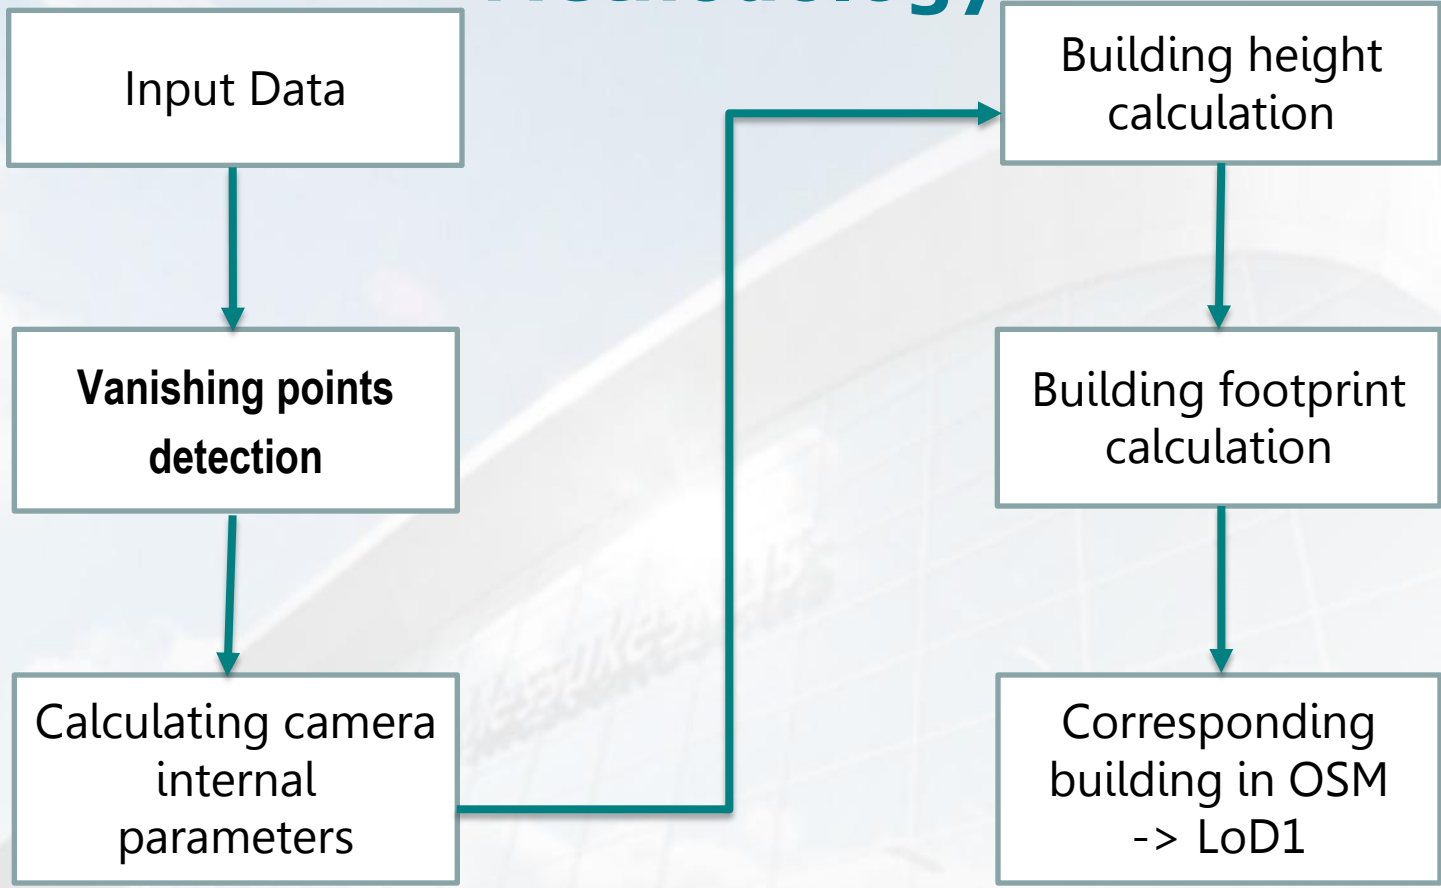 Input Data
Vanishing points
detection
Calculating camera
internal
parameters
Building height
calculation
Building footprint
calculation
Corresponding
building in OSM
-> LoD1